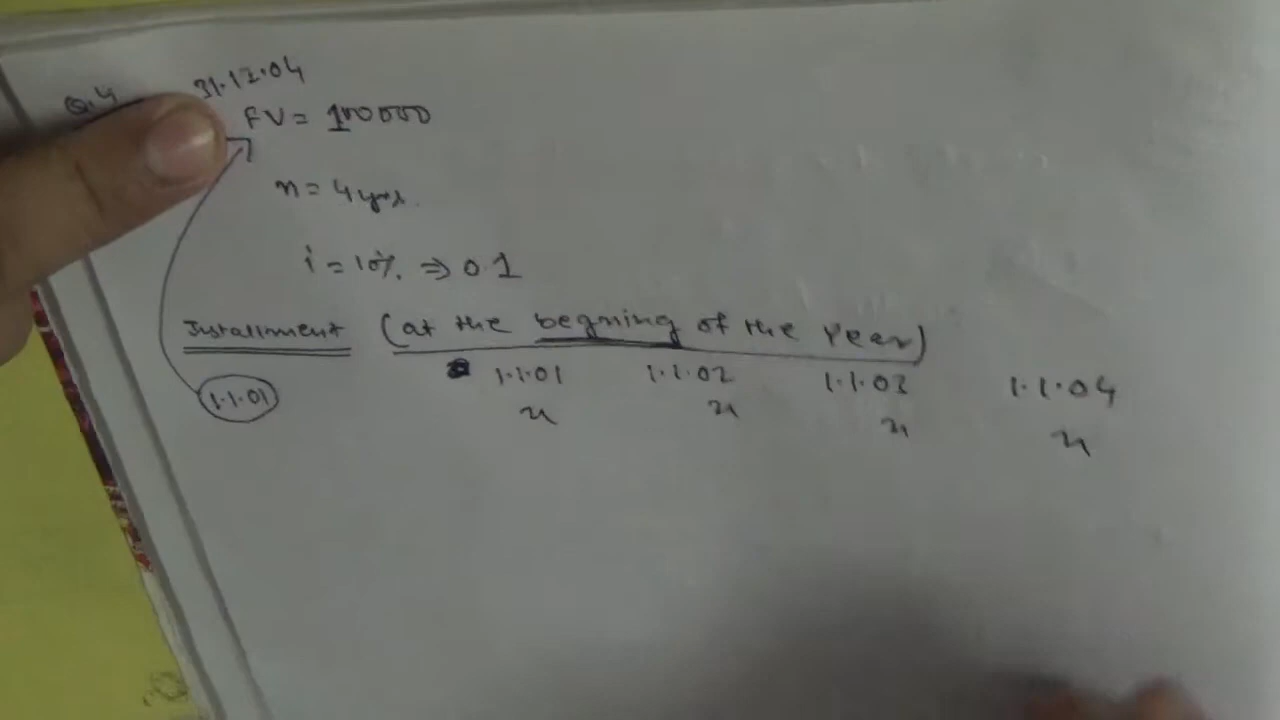 Q.4
31.12.04
FV = 100000
n = 4 yrs.
i = 10% ⇒ 0.1
Installment (at the begning of the year)
1.1.01 1.1.01 1.1.02 1.1.03 1.1.04
x x x x